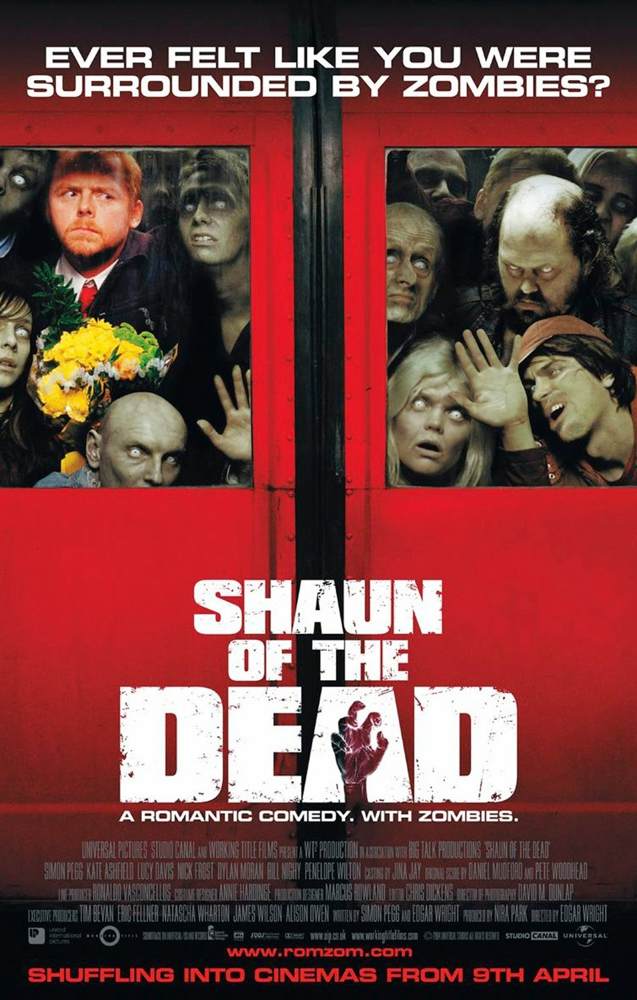 EVER FELT LIKE YOU WERE
SURROUNDED BY ZOMBIES?
SHAUN
OF THE
DEAD
A ROMANTIC COMEDY. WITH ZOMBIES.
UNIVERSAL PICTURES STUDIO CANAL AND WORKING TITLE FILMS PRESENT A WT² PRODUCTION IN ASSOCIATION WITH BIG TALK PRODUCTIONS 'SHAUN OF THE DEAD'
SIMON PEGG KATE ASHFIELD LUCY DAVIS NICK FROST DYLAN MORAN BILL NIGHY PENELOPE WILTON CASTING BY JINA JAY ORIGINAL SCORE BY DANIEL MUDFORD AND PETE WOODHEAD
LINE PRODUCER RONALDO VASCONCELLOS COSTUME DESIGNER ANNIE HARDINGE PRODUCTION DESIGNER MARCUS ROWLAND EDITOR CHRIS DICKENS DIRECTOR OF PHOTOGRAPHY DAVID M. DUNLAP
EXECUTIVE PRODUCERS TIM BEVAN ERIC FELLNER NATASCHA WHARTON JAMES WILSON ALISON OWEN WRITTEN BY SIMON PEGG AND EDGAR WRIGHT PRODUCED BY NIRA PARK DIRECTED BY EDGAR WRIGHT
united international pictures WORKING TITLE www.uip.co.uk www.workingtitlefilms.com STUDIO CANAL UNIVERSAL
www.romzom.com
SHUFFLING INTO CINEMAS FROM 9TH APRIL